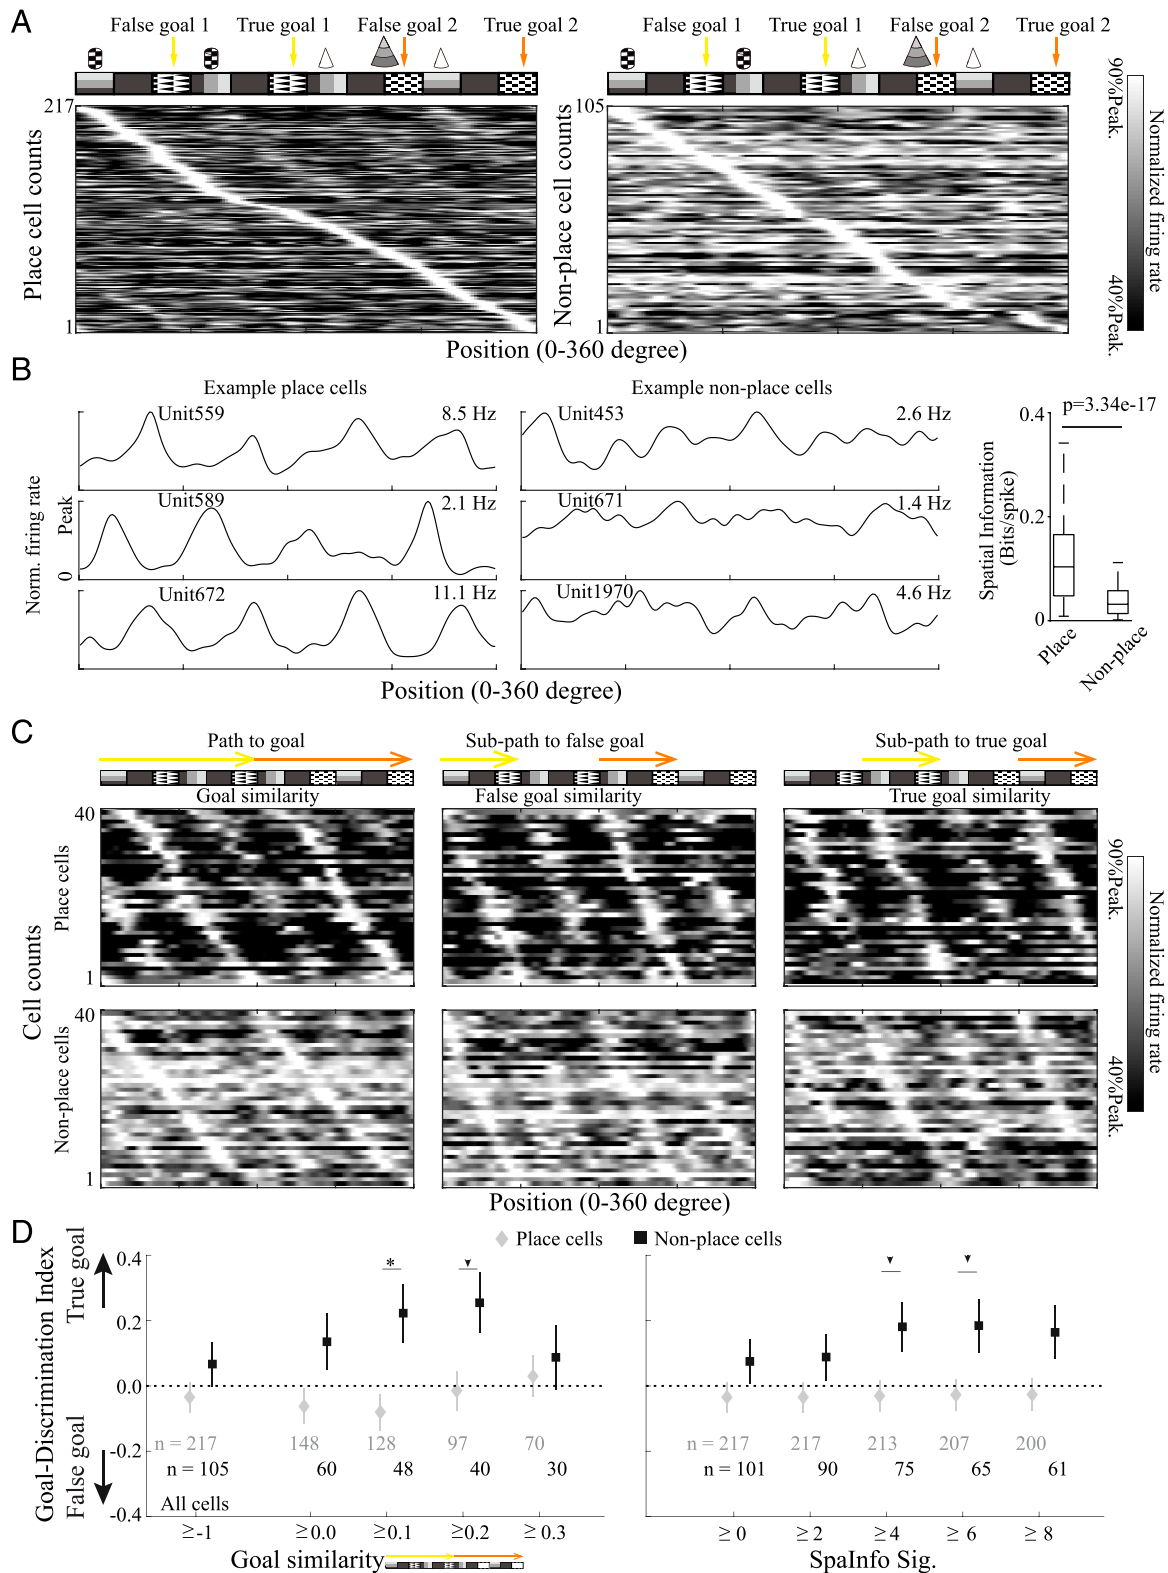 A
False goal 1 True goal 1 False goal 2 True goal 2
False goal 1 True goal 1 False goal 2 True goal 2
217
Place cell counts
1
105
Non-place cell counts
1
Position (0-360 degree)
90%Peak.
40%Peak.
Normalized firing rate
B
Example place cells
Example non-place cells
Norm. firing rate
0 Peak
Unit559 8.5 Hz
Unit589 2.1 Hz
Unit672 11.1 Hz
Unit453 2.6 Hz
Unit671 1.4 Hz
Unit1970 4.6 Hz
Position (0-360 degree)
p=3.34e-17
Spatial Information
(Bits/spike)
0.4
0.2
0
Place
Non-place
C
Path to goal
Sub-path to false goal
Sub-path to true goal
Goal similarity
False goal similarity
True goal similarity
Cell counts
Place cells
40
1
Non-place cells
40
1
Position (0-360 degree)
90%Peak.
40%Peak.
Normalized firing rate
D
Place cells
Non-place cells
Goal-Discrimination Index
True goal
False goal
0.4
0.2
0.0
-0.2
-0.4
*
n = 217 148 128 97 70
n = 105 60 48 40 30
All cells
≥-1 ≥0.0 ≥0.1 ≥0.2 ≥0.3
Goal similarity
n = 217 217 213 207 200
n = 101 90 75 65 61
≥ 0 ≥ 2 ≥4 ≥ 6 ≥ 8
SpaInfo Sig.